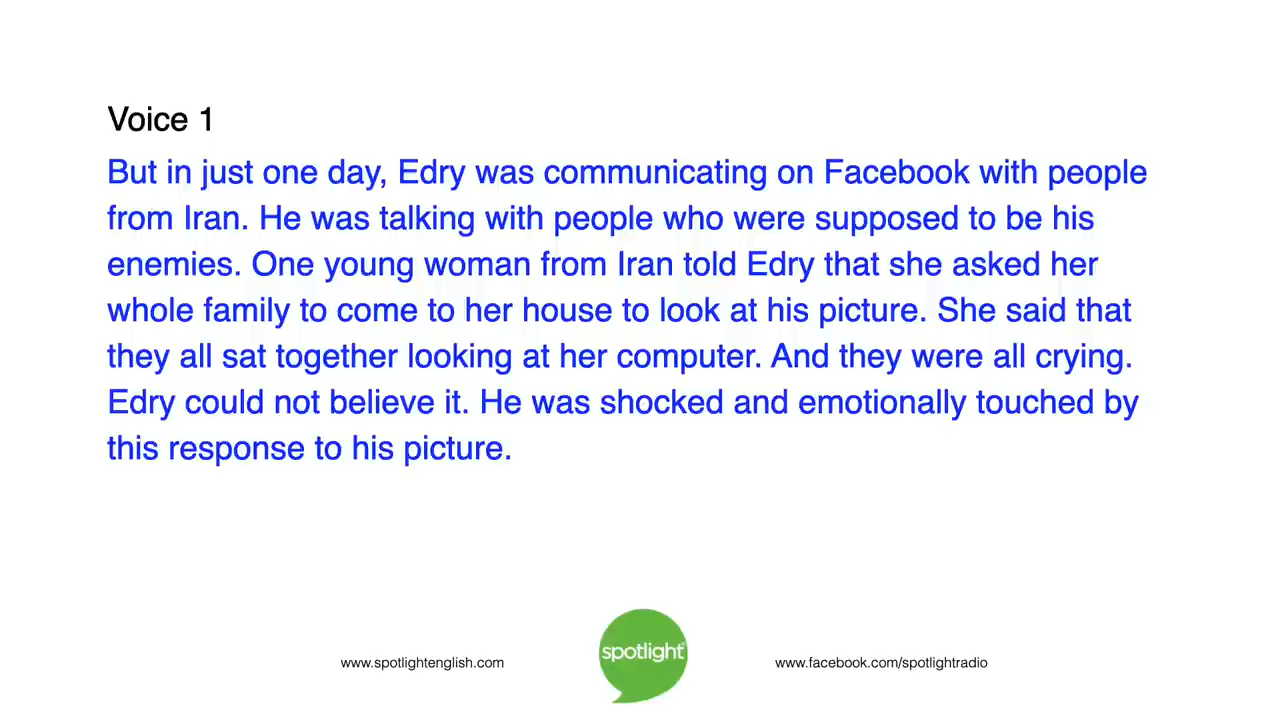 Voice 1
But in just one day, Edry was communicating on Facebook with people
from Iran. He was talking with people who were supposed to be his
enemies. One young woman from Iran told Edry that she asked her
whole family to come to her house to look at his picture. She said that
they all sat together looking at her computer. And they were all crying.
Edry could not believe it. He was shocked and emotionally touched by
this response to his picture.
www.spotlightenglish.com
spotlight
www.facebook.com/spotlightradio